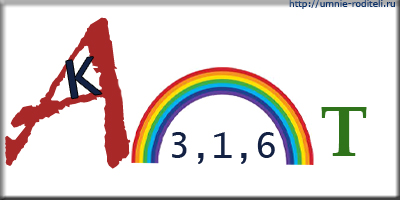 http://umnie-roditeli.ru
А К 3,1,6 Т